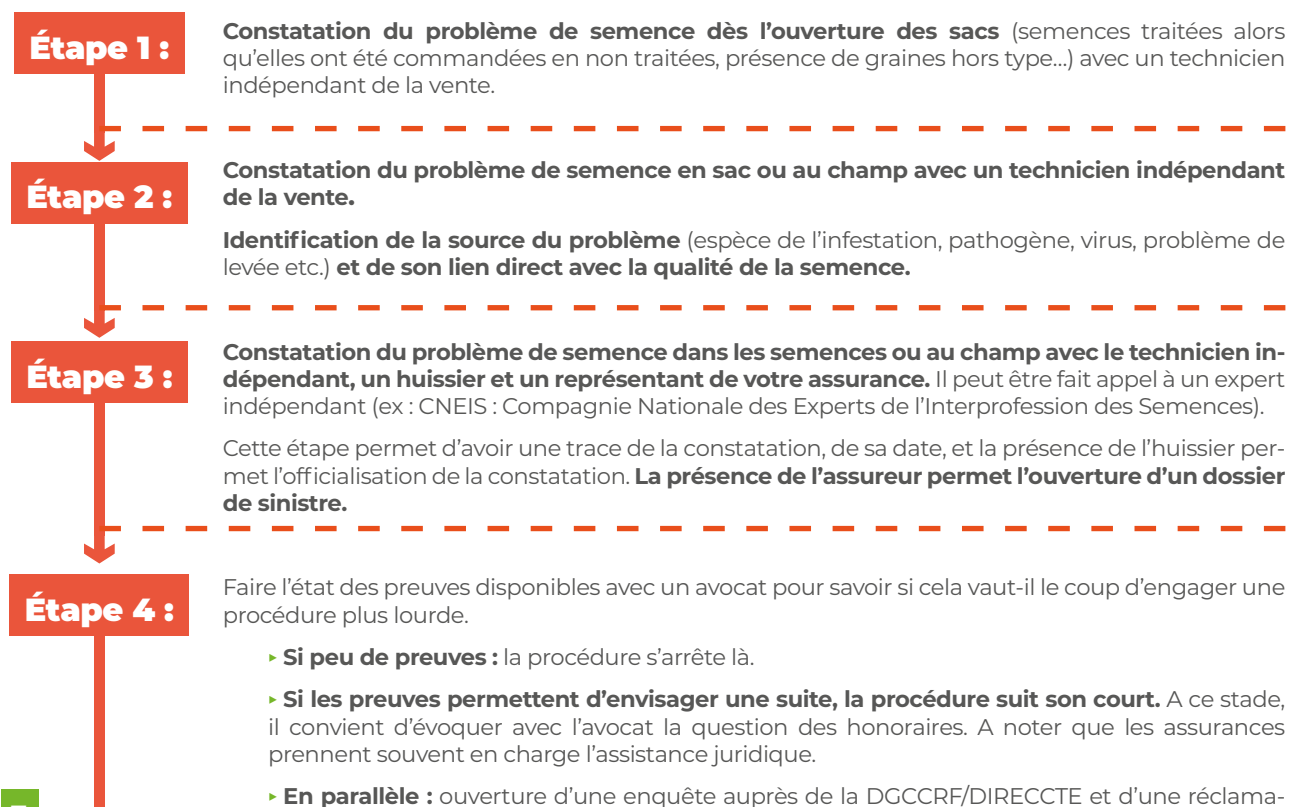 Étape 1 :
Constatation du problème de semence dès l'ouverture des sacs (semences traitées alors
qu'elles ont été commandées en non traitées, présence de graines hors type...) avec un technicien
indépendant de la vente.
Étape 2 :
Constatation du problème de semence en sac ou au champ avec un technicien indépendant
de la vente.
Identification de la source du problème (espèce de l'infestation, pathogène, virus, problème de
levée etc.) et de son lien direct avec la qualité de la semence.
Étape 3 :
Constatation du problème de semence dans les semences ou au champ avec le technicien in-
dépendant, un huissier et un représentant de votre assurance. Il peut être fait appel à un expert
indépendant (ex : CNEIS : Compagnie Nationale des Experts de l'Interprofession des Semences).
Cette étape permet d'avoir une trace de la constatation, de sa date, et la présence de l'huissier per-
met l'officialisation de la constatation. La présence de l'assureur permet l'ouverture d'un dossier
de sinistre.
Étape 4 :
Faire l'état des preuves disponibles avec un avocat pour savoir si cela vaut-il le coup d'engager une
procédure plus lourde.
‣ Si peu de preuves : la procédure s'arrête là.
‣ Si les preuves permettent d'envisager une suite, la procédure suit son court. A ce stade,
il convient d'évoquer avec l'avocat la question des honoraires. A noter que les assurances
prennent souvent en charge l'assistance juridique.
‣ En parallèle : ouverture d'une enquête auprès de la DGCCRF/DIRECCTE et d'une réclama-